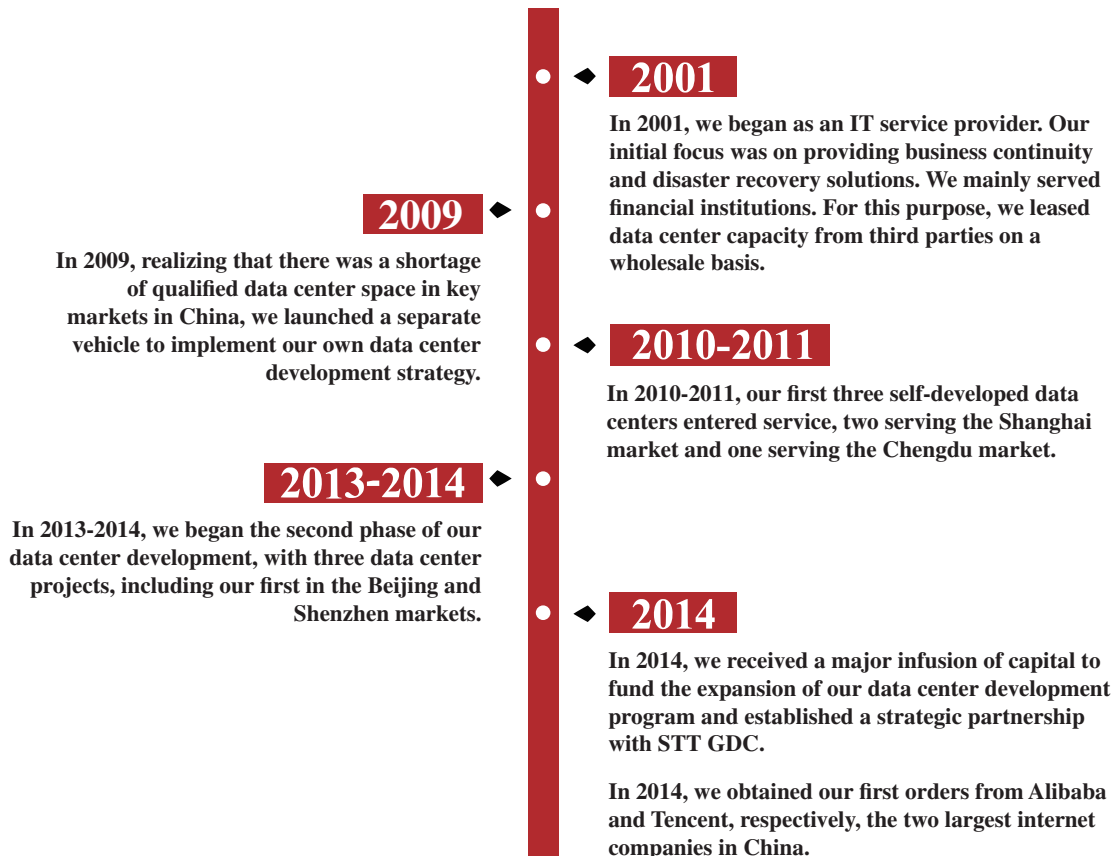 2001
In 2001, we began as an IT service provider. Our
initial focus was on providing business continuity
and disaster recovery solutions. We mainly served
financial institutions. For this purpose, we leased
data center capacity from third parties on a
wholesale basis.
2009
In 2009, realizing that there was a shortage
of qualified data center space in key
markets in China, we launched a separate
vehicle to implement our own data center
development strategy.
2010-2011
In 2010-2011, our first three self-developed data
centers entered service, two serving the Shanghai
market and one serving the Chengdu market.
2013-2014
In 2013-2014, we began the second phase of our
data center development, with three data center
projects, including our first in the Beijing and
Shenzhen markets.
2014
In 2014, we received a major infusion of capital to
fund the expansion of our data center development
program and established a strategic partnership
with STT GDC.
In 2014, we obtained our first orders from Alibaba
and Tencent, respectively, the two largest internet
companies in China.